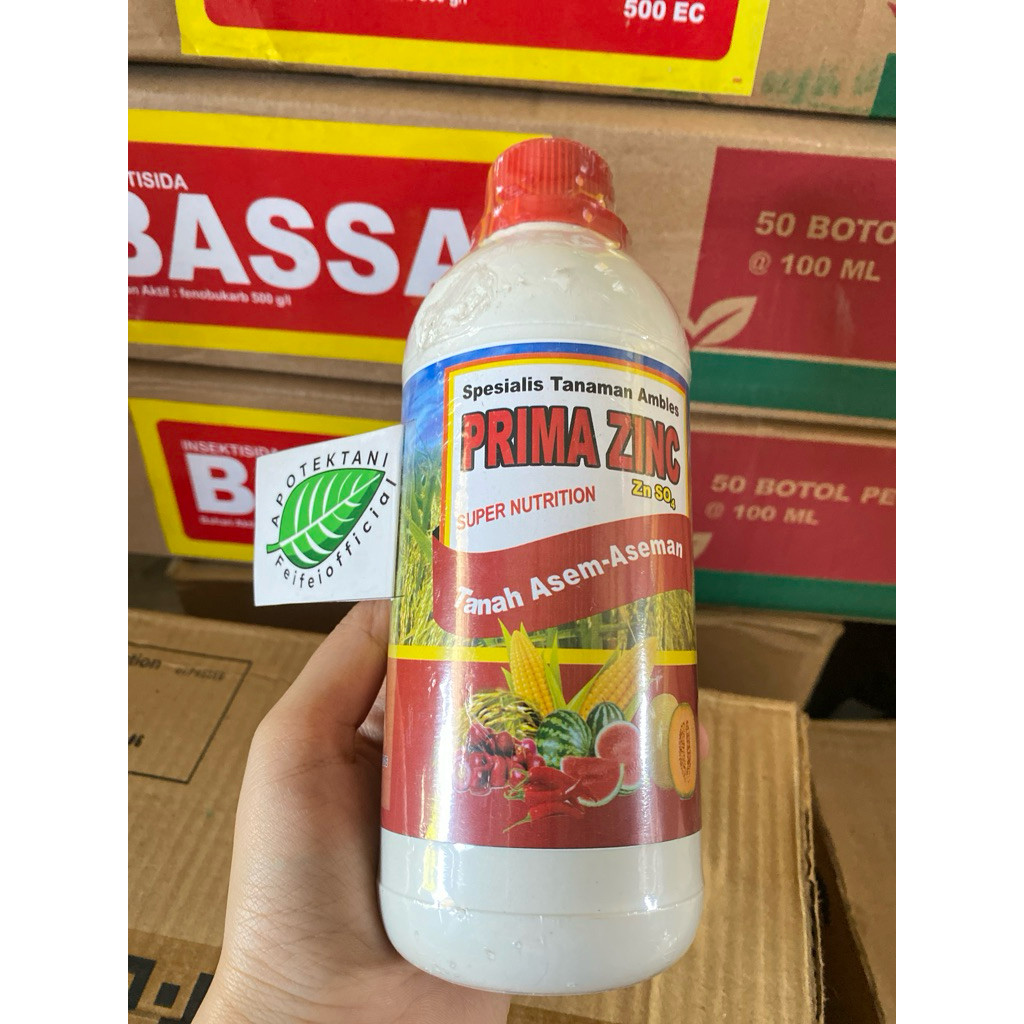 500 EC
TISIDA
BASSA
an Aktif : fenobukarb 500 g/l
50 BOTO
@ 100 ML
Spesialis Tanaman Ambles
PRIMA ZINC
Zn SO4
SUPER NUTRITION
Tanah Asem-Aseman
APOTEKTANI
Feifeiofficial
INSEKTISIDA
B
50 BOTOL PE
@ 100 ML